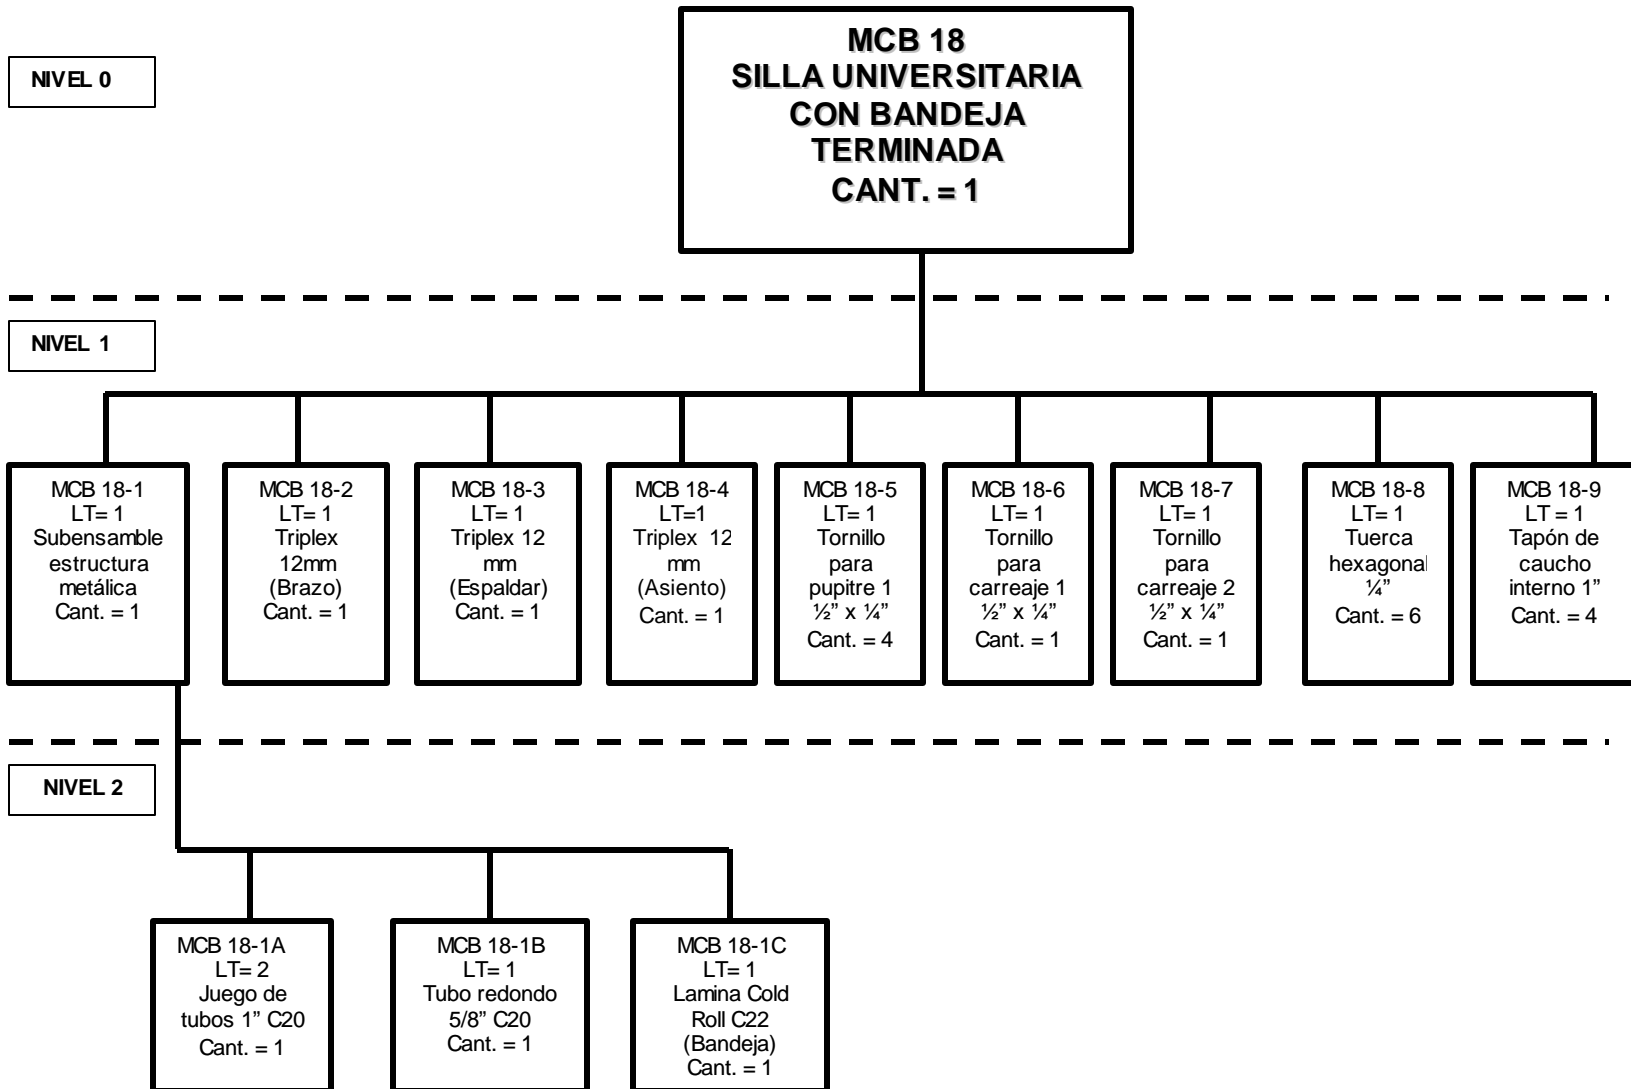 NIVEL 0
MCB 18
SILLA UNIVERSITARIA
CON BANDEJA
TERMINADA
CANT. = 1
NIVEL 1
MCB 18-1
LT= 1
Subensamble
estructura
metálica
Cant. = 1
MCB 18-2
LT= 1
Triplex
12mm
(Brazo)
Cant. = 1
MCB 18-3
LT= 1
Triplex 12
mm
(Espaldar)
Cant. = 1
MCB 18-4
LT=1
Triplex 12
mm
(Asiento)
Cant. = 1
MCB 18-5
LT= 1
Tornillo
para
pupitre 1
½” x ¼”
Cant. = 4
MCB 18-6
LT= 1
Tornillo
para
carreaje 1
½” x ¼”
Cant. = 1
MCB 18-7
LT= 1
Tornillo
para
carreaje 2
½” x ¼”
Cant. = 1
MCB 18-8
LT= 1
Tuerca
hexagonal
¼”
Cant. = 6
MCB 18-9
LT = 1
Tapón de
caucho
interno 1”
Cant. = 4
NIVEL 2
MCB 18-1A
LT= 2
Juego de
tubos 1” C20
Cant. = 1
MCB 18-1B
LT= 1
Tubo redondo
5/8” C20
Cant. = 1
MCB 18-1C
LT= 1
Lamina Cold
Roll C22
(Bandeja)
Cant. = 1